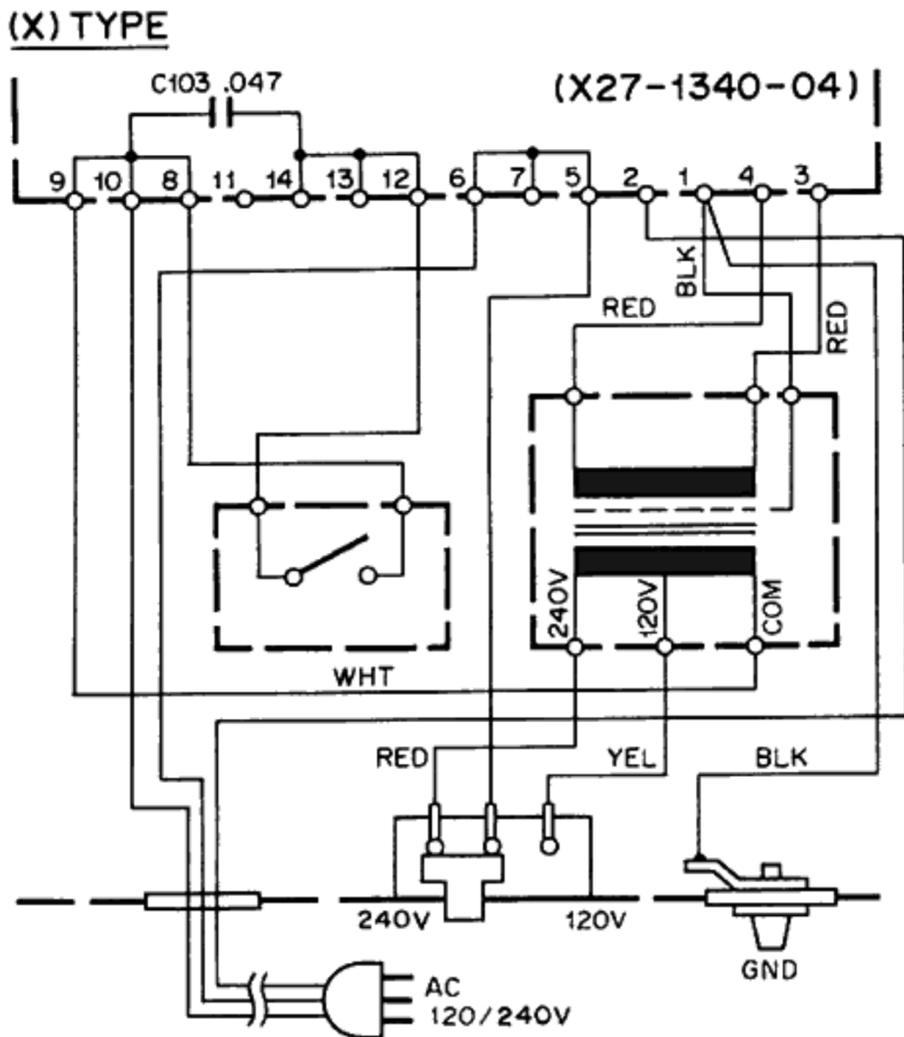 (X) TYPE
C103 .047
(X27-1340-04)
9 10 8 11 14 13 12 6 7 5 2 1 4 3
BLK
RED
RED
240V
120V
COM
WHT
RED
YEL
BLK
240V
120V
GND
AC
120/240V